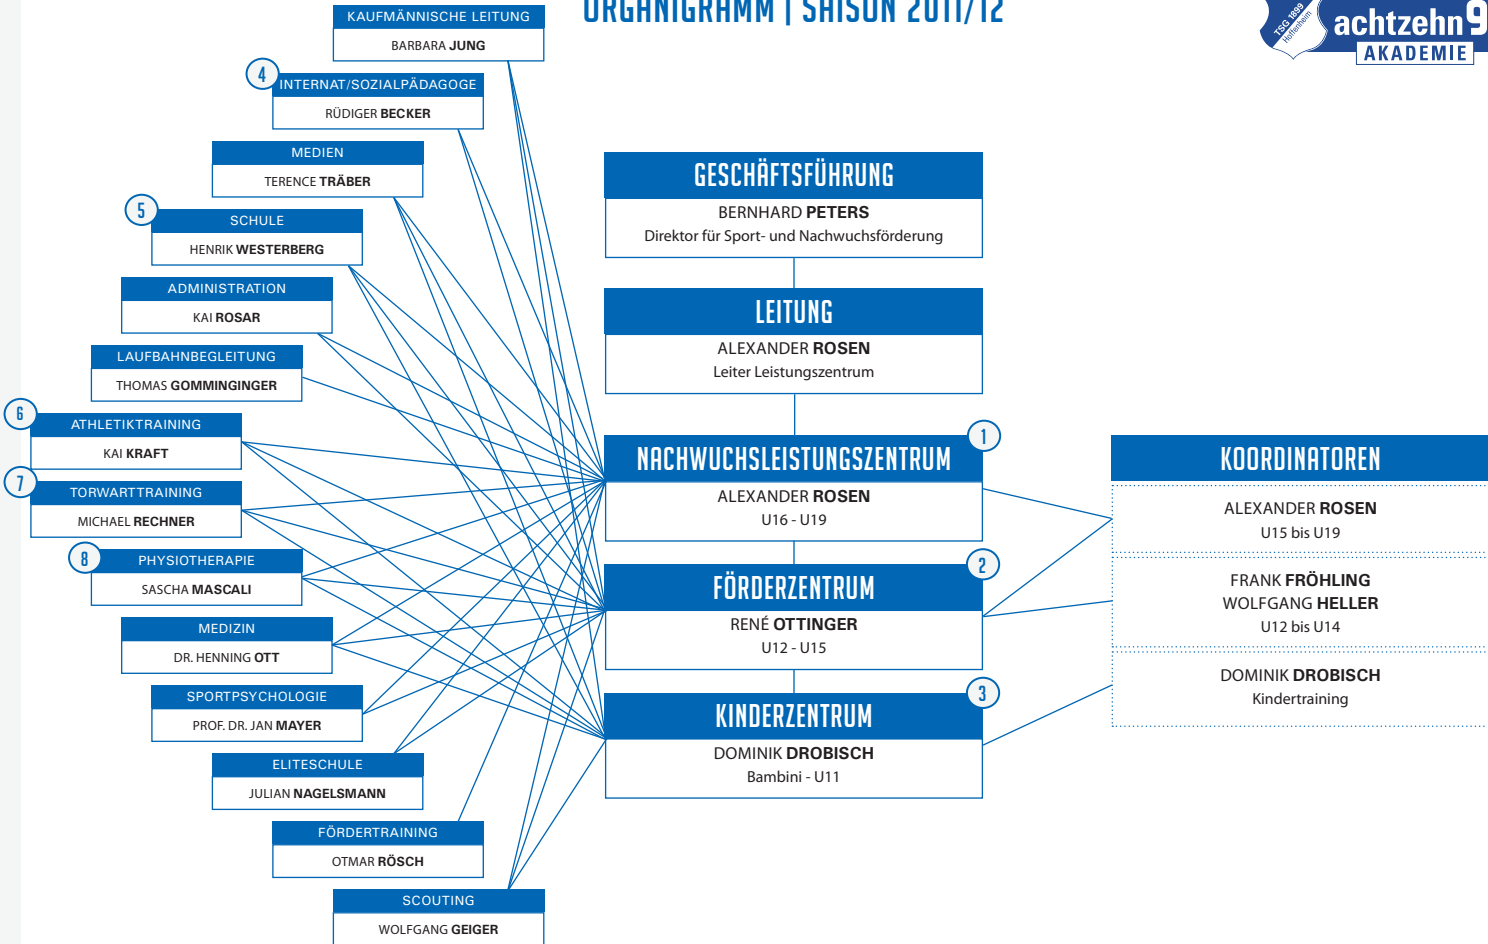 ORGANIGRAMM | SAISON 2011/12
TSG 1899
Hoffenheim
achtzehn9
AKADEMIE
KAUFMÄNNISCHE LEITUNG
BARBARA JUNG
4
INTERNAT/SOZIALPÄDAGOGE
RÜDIGER BECKER
MEDIEN
TERENCE TRÄBER
5
SCHULE
HENRIK WESTERBERG
ADMINISTRATION
KAI ROSAR
LAUFBAHNBEGLEITUNG
THOMAS GOMMINGINGER
6
ATHLETIKTRAINING
KAI KRAFT
7
TORWARTTRAINING
MICHAEL RECHNER
8
PHYSIOTHERAPIE
SASCHA MASCALI
MEDIZIN
DR. HENNING OTT
SPORTPSYCHOLOGIE
PROF. DR. JAN MAYER
ELITESCHULE
JULIAN NAGELSMANN
FÖRDERTRAINING
OTMAR RÖSCH
SCOUTING
WOLFGANG GEIGER
GESCHÄFTSFÜHRUNG
BERNHARD PETERS
Direktor für Sport- und Nachwuchsförderung
LEITUNG
ALEXANDER ROSEN
Leiter Leistungszentrum
1
NACHWUCHSLEISTUNGSZENTRUM
ALEXANDER ROSEN
U16 - U19
2
FÖRDERZENTRUM
RENÉ OTTINGER
U12 - U15
3
KINDERZENTRUM
DOMINIK DROBISCH
Bambini - U11
KOORDINATOREN
ALEXANDER ROSEN
U15 bis U19
FRANK FRÖHLING
WOLFGANG HELLER
U12 bis U14
DOMINIK DROBISCH
Kindertraining